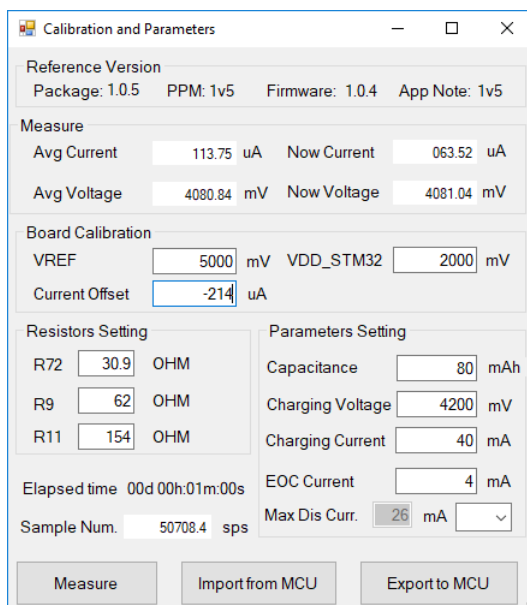 Calibration and Parameters
Reference Version
Package: 1.0.5 PPM: 1v5 Firmware: 1.0.4 App Note: 1v5
Measure
Avg Current 113.75 uA Now Current 063.52 uA
Avg Voltage 4080.84 mV Now Voltage 4081.04 mV
Board Calibration
VREF 5000 mV VDD_STM32 2000 mV
Current Offset -214 uA
Resistors Setting
R72 30.9 OHM
R9 62 OHM
R11 154 OHM
Parameters Setting
Capacitance 80 mAh
Charging Voltage 4200 mV
Charging Current 40 mA
EOC Current 4 mA
Max Dis Curr. 26 mA
Elapsed time 00d 00h:01m:00s
Sample Num. 50708.4 sps
Measure Import from MCU Export to MCU